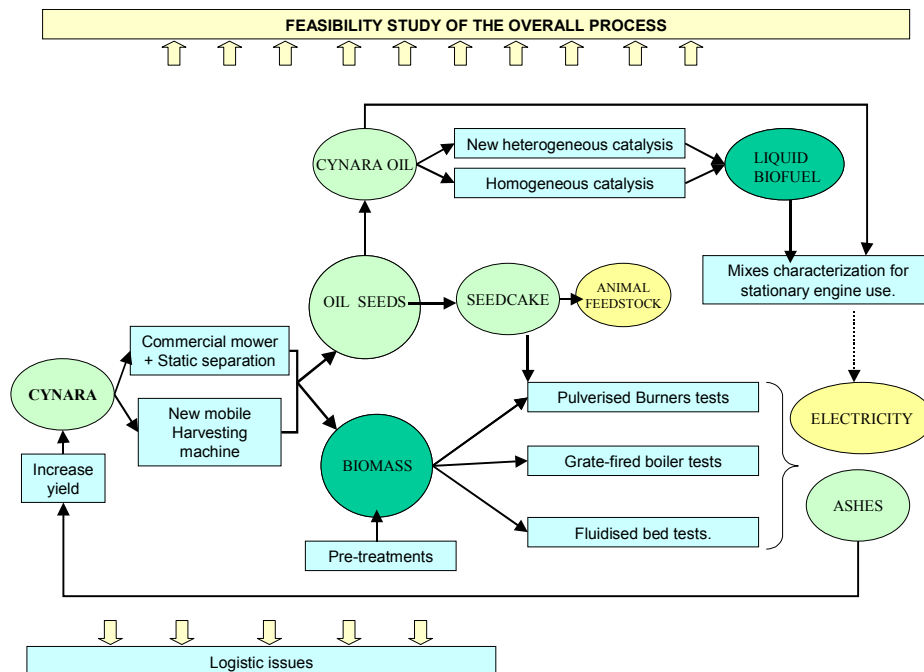 FEASIBILITY STUDY OF THE OVERALL PROCESS
CYNARA OIL
New heterogeneous catalysis
Homogeneous catalysis
LIQUID
BIOFUEL
Mixes characterization for
stationary engine use.
OIL SEEDS
SEEDCAKE
ANIMAL
FEEDSTOCK
Commercial mower
+ Static separation
CYNARA
New mobile
Harvesting
machine
Increase
yield
BIOMASS
Pre-treatments
Pulverised Burners tests
Grate-fired boiler tests
Fluidised bed tests.
ELECTRICITY
ASHES
Logistic issues